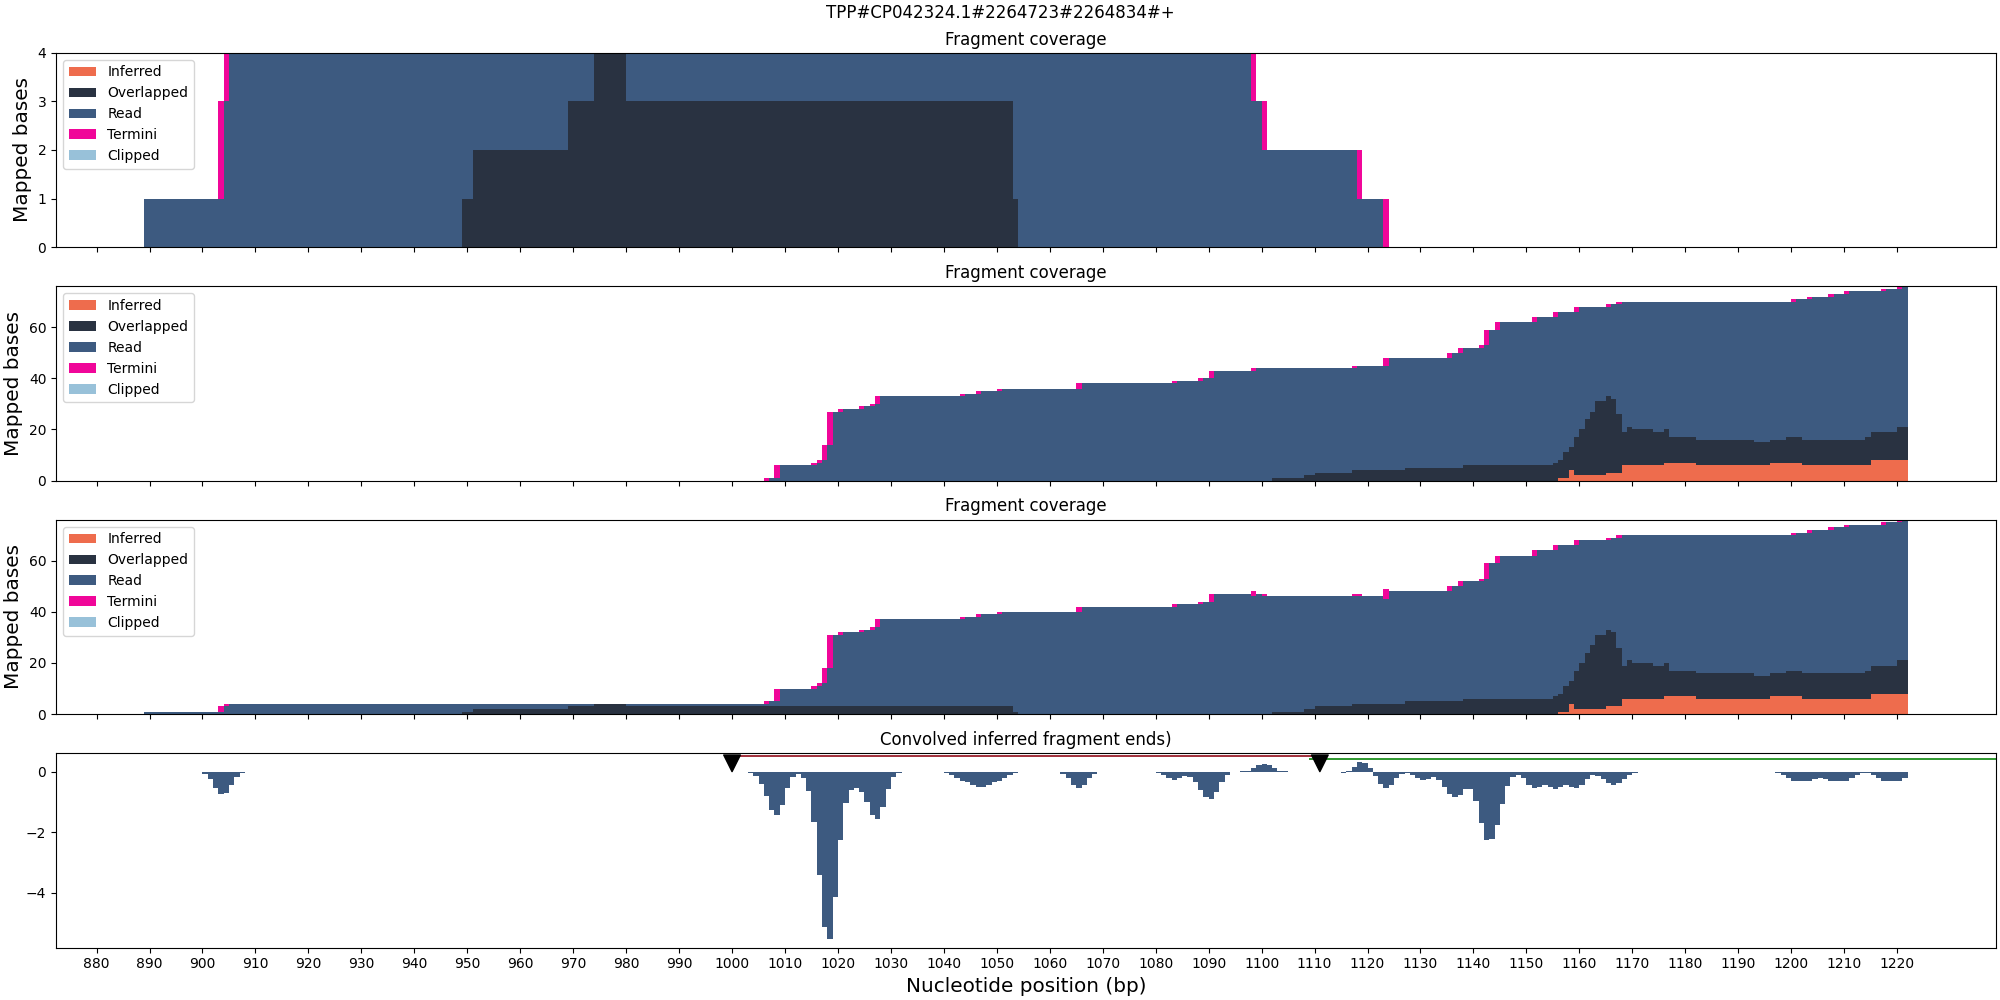 TPP#CP042324.1#2264723#2264834#+
Fragment coverage
Mapped bases
4
3
2
1
0
Inferred
Overlapped
Read
Termini
Clipped
Fragment coverage
Mapped bases
60
40
20
0
Inferred
Overlapped
Read
Termini
Clipped
Fragment coverage
Mapped bases
60
40
20
0
Inferred
Overlapped
Read
Termini
Clipped
Convolved inferred fragment ends)
0
−2
−4
880 890 900 910 920 930 940 950 960 970 980 990 1000 1010 1020 1030 1040 1050 1060 1070 1080 1090 1100 1110 1120 1130 1140 1150 1160 1170 1180 1190 1200 1210 1220
Nucleotide position (bp)